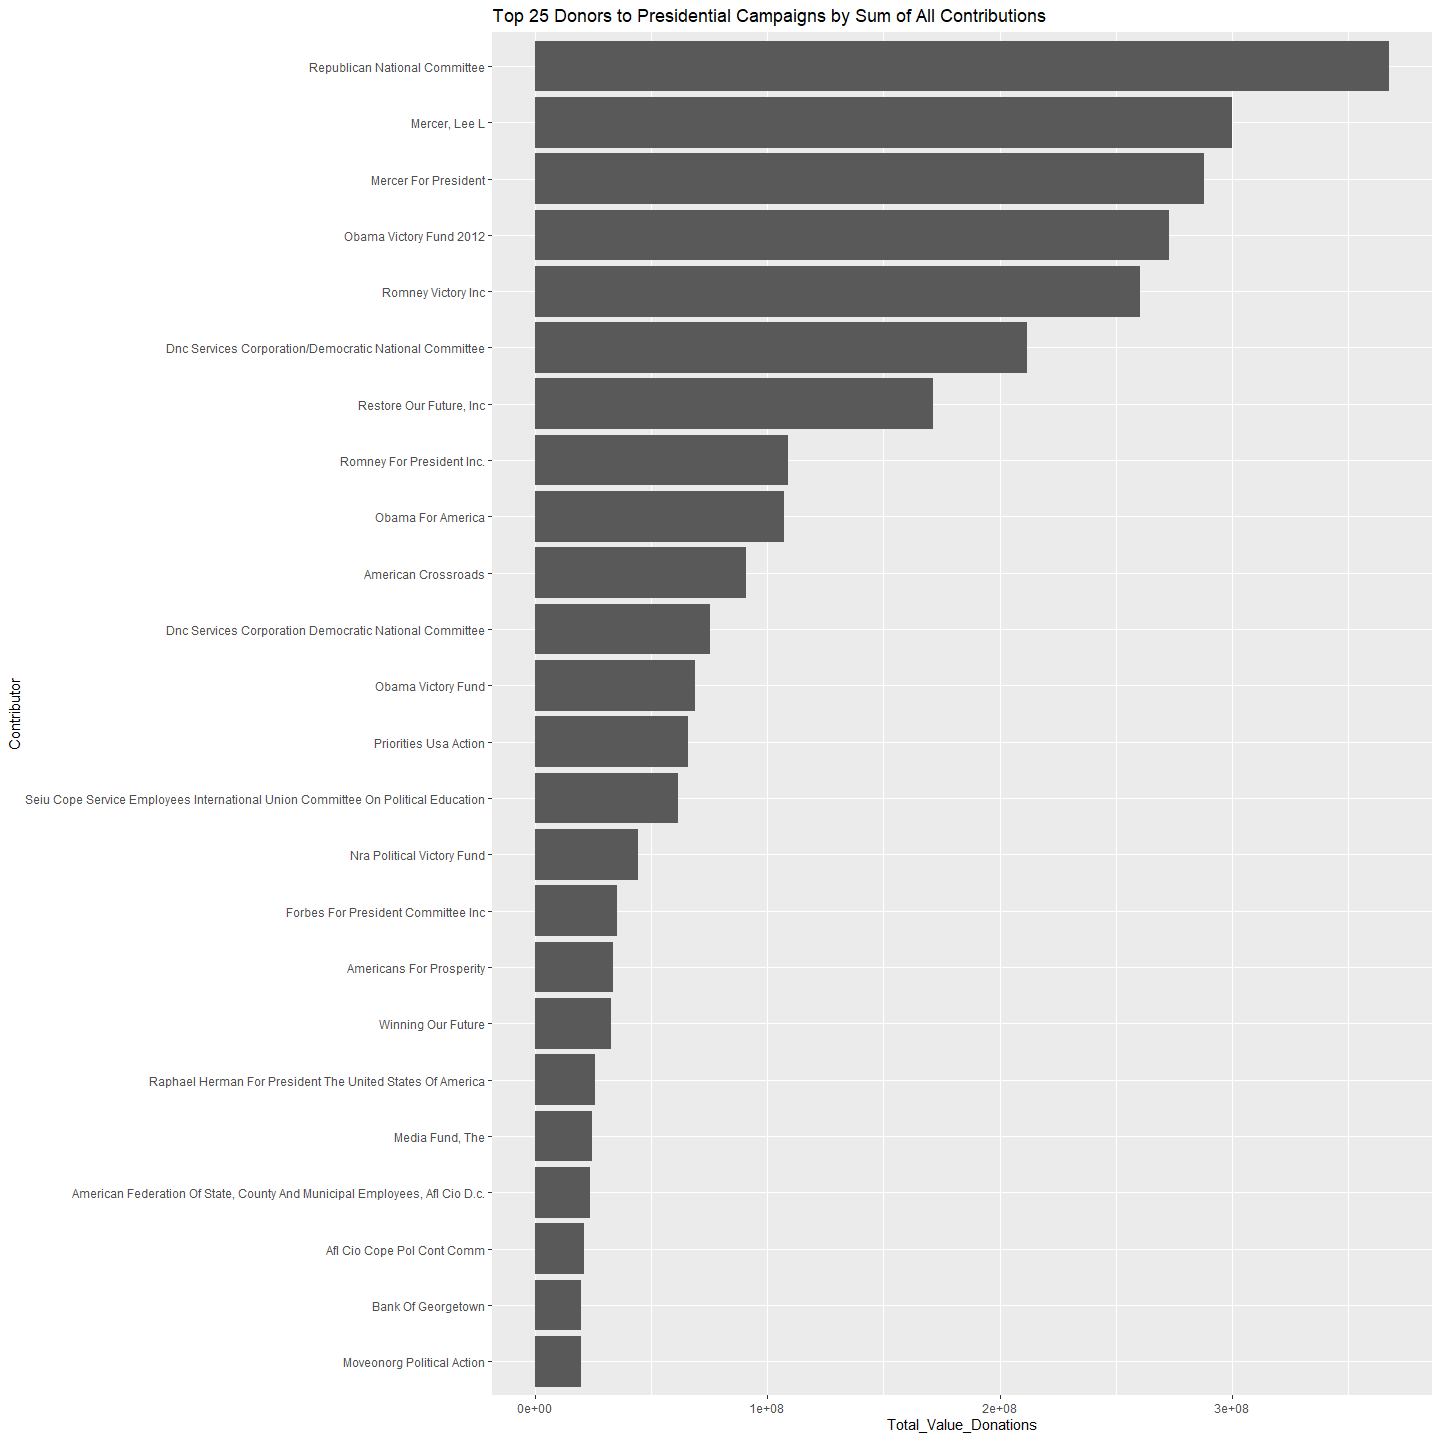 Top 25 Donors to Presidential Campaigns by Sum of All Contributions
Contributor
Republican National Committee
Mercer, Lee L
Mercer For President
Obama Victory Fund 2012
Romney Victory Inc
Dnc Services Corporation/Democratic National Committee
Restore Our Future, Inc
Romney For President Inc.
Obama For America
American Crossroads
Dnc Services Corporation Democratic National Committee
Obama Victory Fund
Priorities Usa Action
Seiu Cope Service Employees International Union Committee On Political Education
Nra Political Victory Fund
Forbes For President Committee Inc
Americans For Prosperity
Winning Our Future
Raphael Herman For President The United States Of America
Media Fund, The
American Federation Of State, County And Municipal Employees, Afl Cio D.c.
Afl Cio Cope Pol Cont Comm
Bank Of Georgetown
Moveonorg Political Action
0e+00 1e+08 2e+08 3e+08
Total_Value_Donations